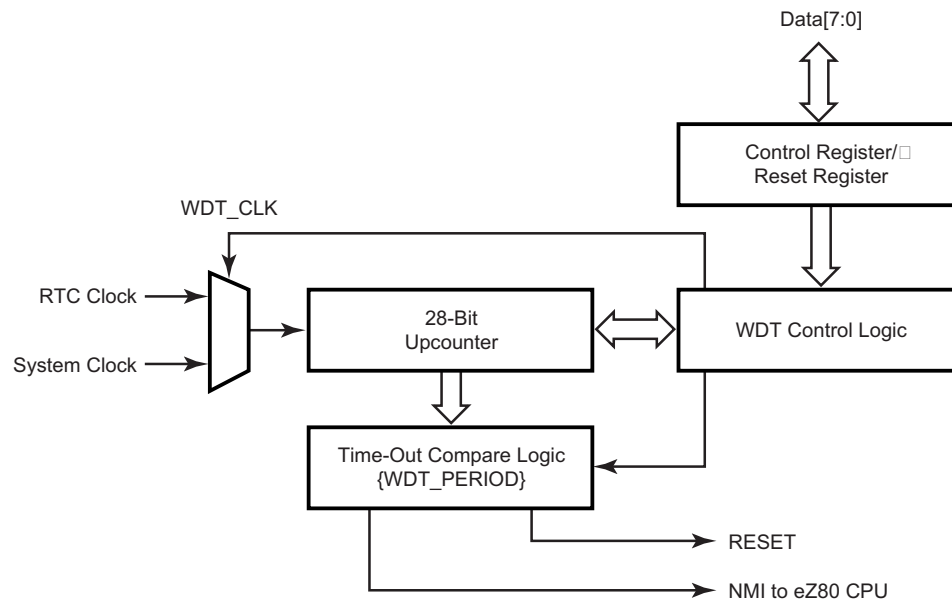 Data[7:0]
Control Register/□
Reset Register
WDT_CLK
RTC Clock
System Clock
28-Bit
Upcounter
WDT Control Logic
Time-Out Compare Logic
{WDT_PERIOD}
RESET
NMI to eZ80 CPU